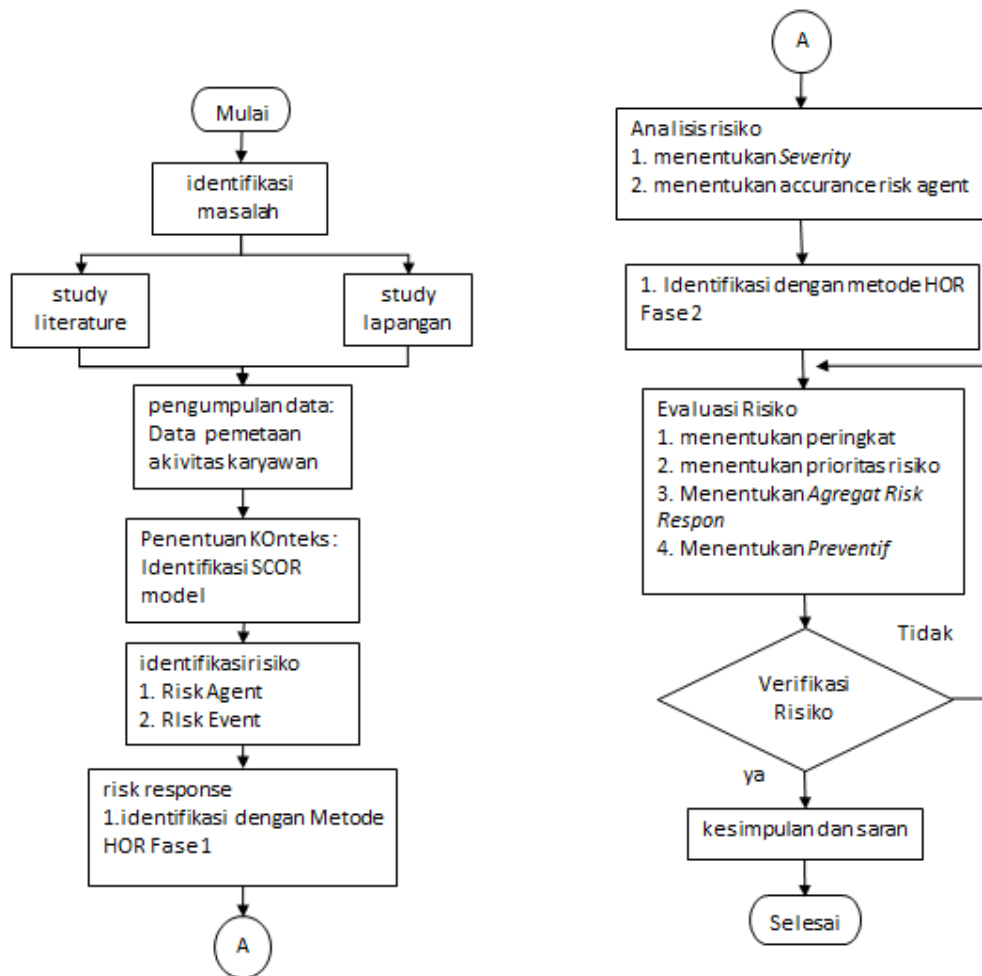 Mulai
identifikasi
masalah
study
literature
study
lapangan
pengumpulan data:
Data pemetaan
akivitas karyawan
Penentuan KOnteks :
Identifikasi SCOR
model
identifikasi risiko
1. Risk Agent
2. RIsk Event
risk response
1.identifikasi dengan Metode
HOR Fase 1
A
A
Analisis risiko
1. menentukan Severity
2. menentukan accurance risk agent
1. Identifikasi dengan metode HOR
Fase 2
Evaluasi Risiko
1. menentukan peringkat
2. menentukan prioritas risiko
3. Menentukan Agregat Risk
Respon
4. Menentukan Preventif
Tidak
Verifikasi
Risiko
ya
kesimpulan dan saran
Selesai